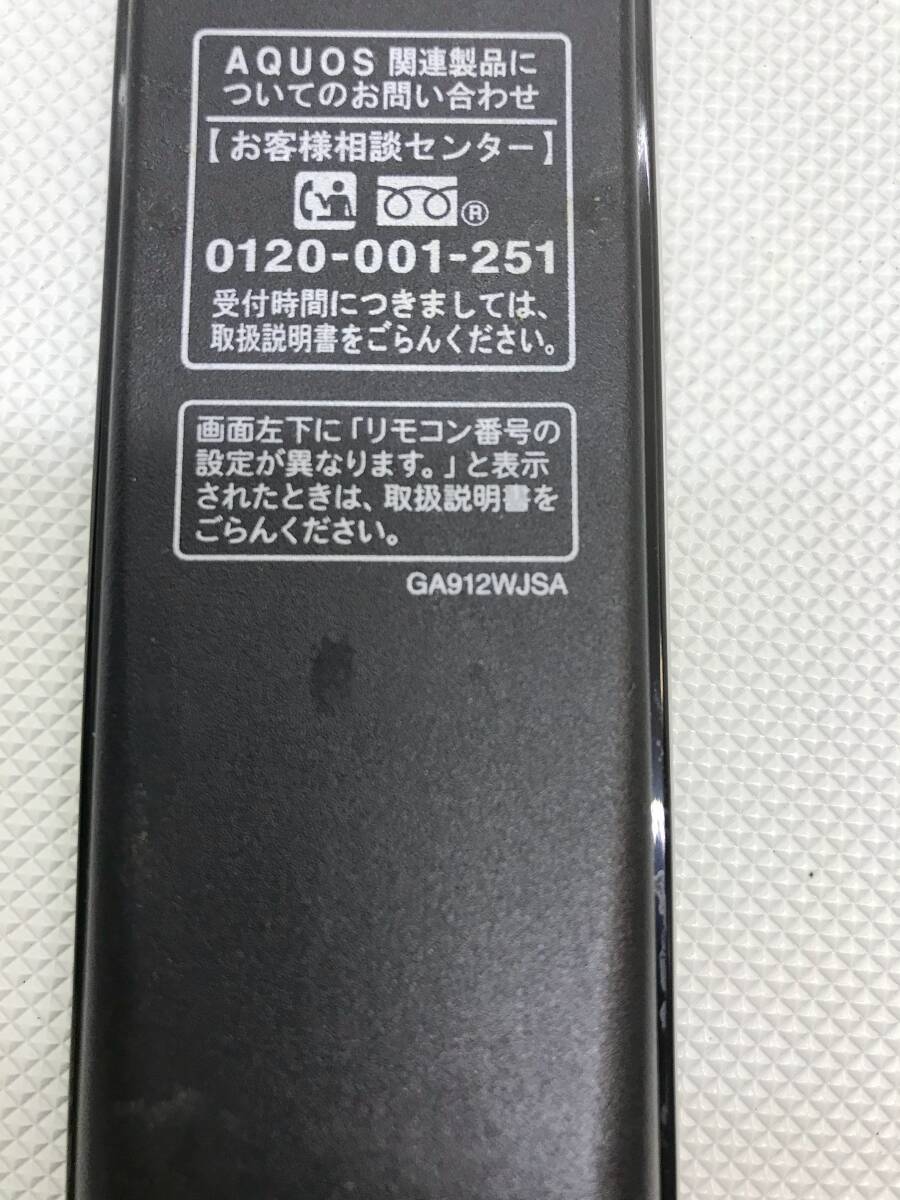 AQUOS 関連製品に
ついてのお問い合わせ
【お客様相談センター】
®
0120-001-251
受付時間につきましては、
取扱説明書をごらんください。
画面左下に「リモコン番号の
設定が異なります。」と表示
されたときは、取扱説明書を
ごらんください。
GA912WJSA